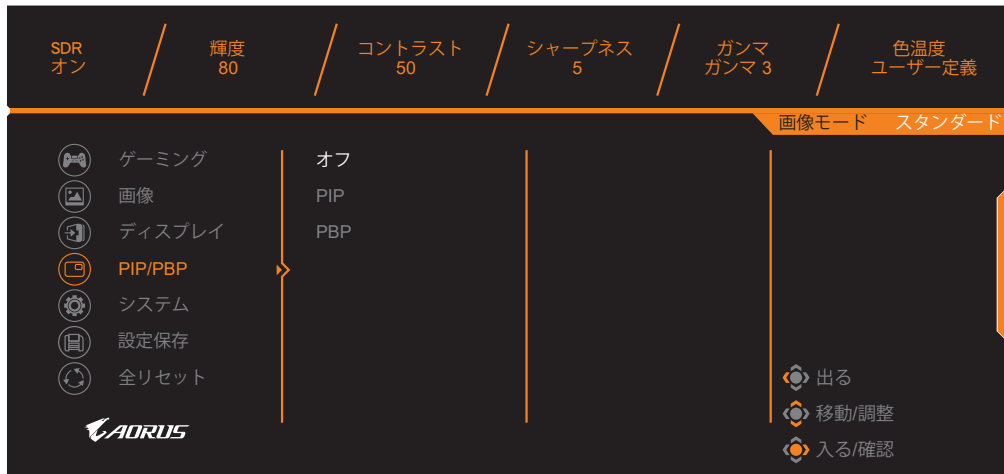 SDR
オン
輝度
80
コントラスト
50
シャープネス
5
ガンマ
ガンマ 3
色温度
ユーザー定義
画像モード スタンダード
ゲーミング
画像
ディスプレイ
PIP/PBP
システム
設定保存
全リセット
オフ
PIP
PBP
出る
移動/調整
入る/確認
AORUS